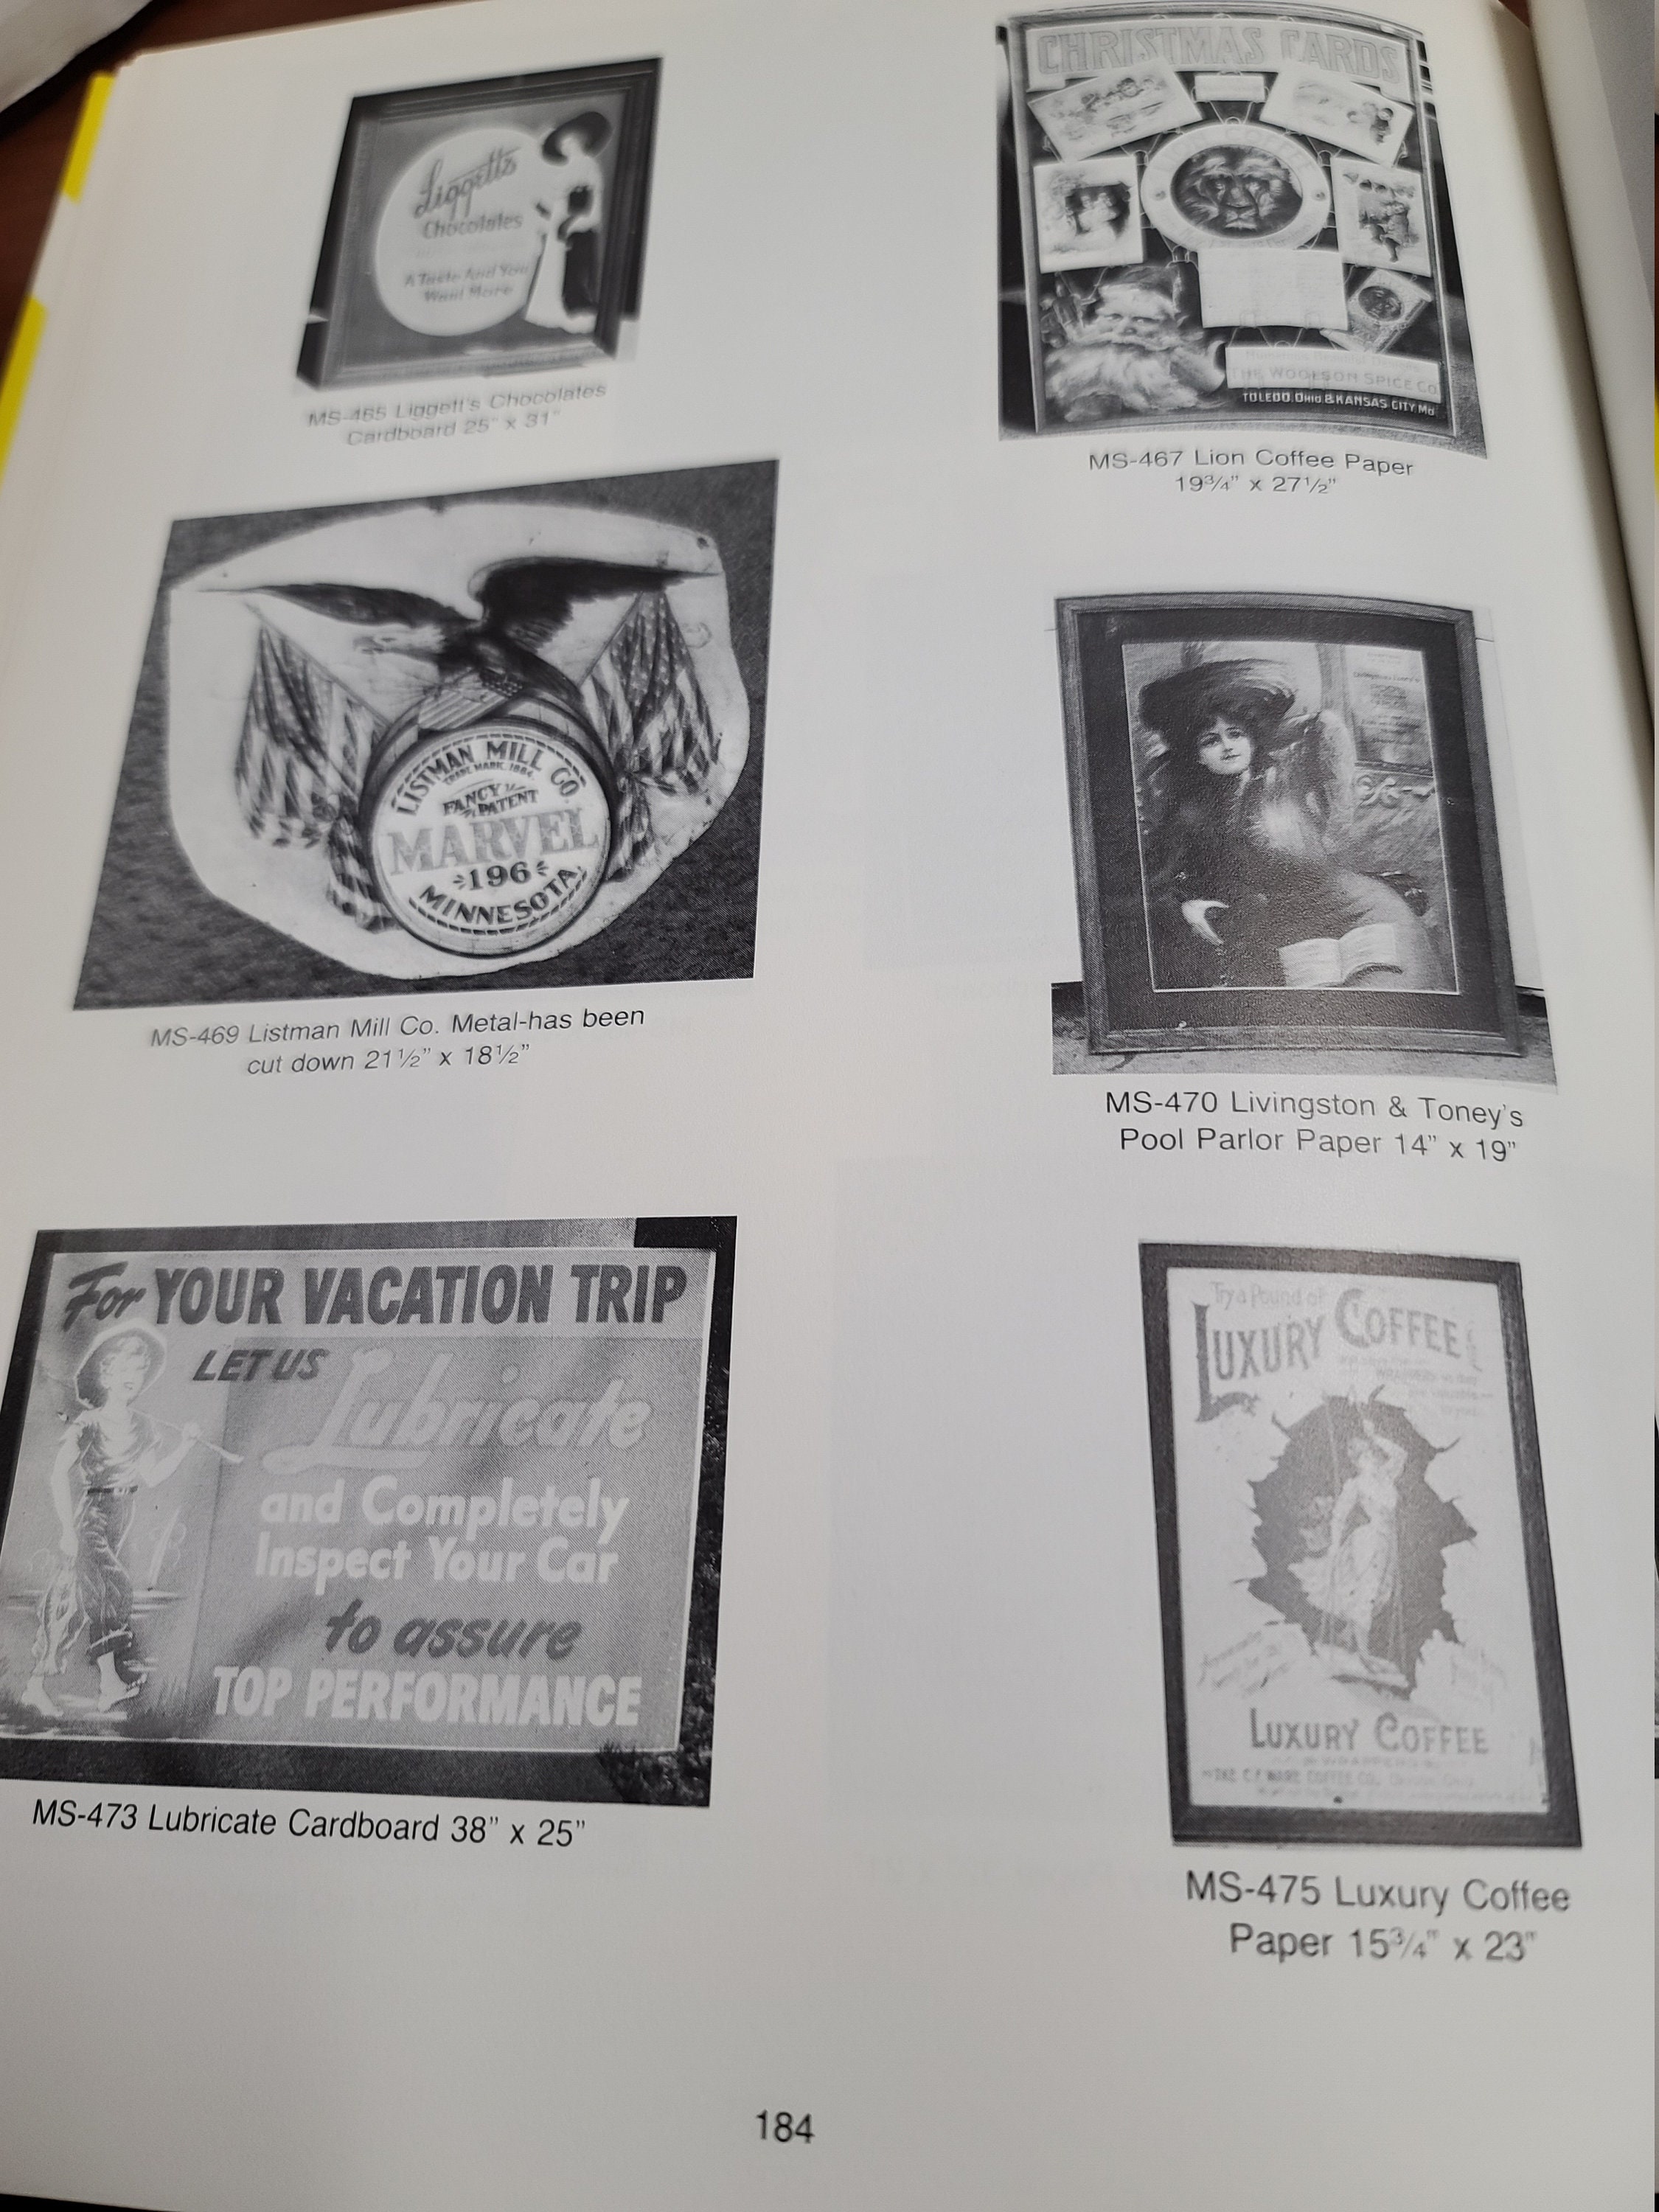 Liggett's
Chocolates
A Taste And You
Want More
MS-465 Liggett's Chocolates
Cardboard 25" x 31"
CHRISTMAS CARDS
THE WOOLSON SPICE CO.
TOLEDO, OHIO. & KANSAS CITY, Mo.
MS-467 Lion Coffee Paper
19¾" x 27½"
LISTMAN MILL CO.
TRADE MARK. 1884.
FANCY
PATENT
MARVEL
196
MINNESOTA
MS-469 Listman Mill Co. Metal-has been
cut down 21½" x 18½"
MS-470 Livingston & Toney's
Pool Parlor Paper 14" x 19"
For YOUR VACATION TRIP
LET US
Lubricate
and Completely
Inspect Your Car
to assure
TOP PERFORMANCE
MS-473 Lubricate Cardboard 38" x 25"
Try a Pound of
LUXURY COFFEE
LUXURY COFFEE
MS-475 Luxury Coffee
Paper 15¾" x 23"
184